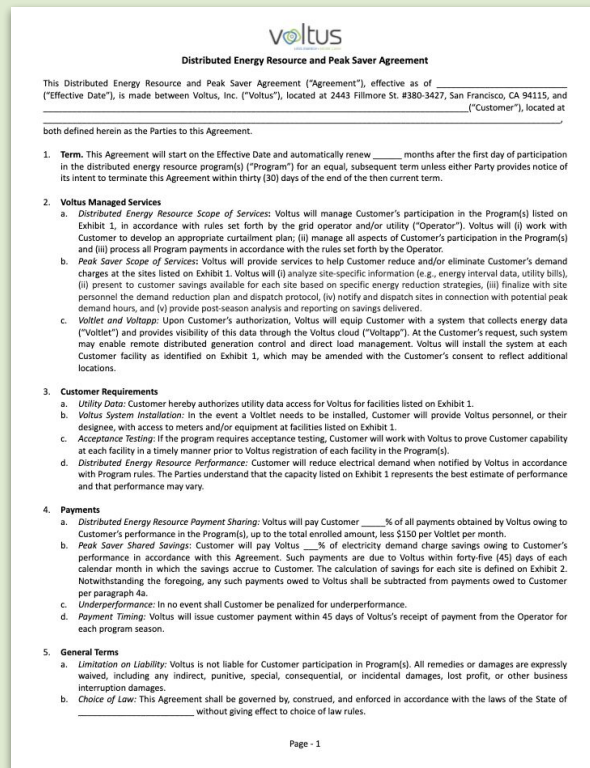 voltus
Distributed Energy Resource and Peak Saver Agreement
This Distributed Energy Resource and Peak Saver Agreement (“Agreement”), effective as of ____________________
(“Effective Date”), is made between Voltus, Inc. (“Voltus”), located at 2443 Fillmore St. #380-3427, San Francisco, CA 94115, and
____________________(“Customer”), located at
____________________,
both defined herein as the Parties to this Agreement.
1. Term. This Agreement will start on the Effective Date and automatically renew ______ months after the first day of participation
in the distributed energy resource program(s) (“Program”) for an equal, subsequent term unless either Party provides notice of
its intent to terminate this Agreement within thirty (30) days of the end of the then current term.
2. Voltus Managed Services
a. Distributed Energy Resource Scope of Services: Voltus will manage Customer’s participation in the Program(s) listed on
Exhibit 1, in accordance with rules set forth by the grid operator and/or utility (“Operator”). Voltus will (i) work with
Customer to develop an appropriate curtailment plan; (ii) manage all aspects of Customer’s participation in the Program(s)
and (iii) process all Program payments in accordance with the rules set forth by the Operator.
b. Peak Saver Scope of Services: Voltus will provide services to help Customer reduce and/or eliminate Customer’s demand
charges at the sites listed on Exhibit 1. Voltus will (i) analyze site-specific information (e.g., energy interval data, utility bills),
(ii) present to customer savings available for each site based on specific energy reduction strategies, (iii) finalize with site
personnel the demand reduction plan and dispatch protocol, (iv) notify and dispatch sites in connection with potential peak
demand hours, and (v) provide post-season analysis and reporting on savings delivered.
c. Voltlet and Voltapp: Upon Customer’s authorization, Voltus will equip Customer with a system that collects energy data
(“Voltlet”) and provides visibility of this data through the Voltus cloud (“Voltapp”). At the Customer’s request, such system
may enable remote distributed generation control and direct load management. Voltus will install the system at each
Customer facility as identified on Exhibit 1, which may be amended with the Customer’s consent to reflect additional
locations.
3. Customer Requirements
a. Utility Data: Customer hereby authorizes utility data access for Voltus for facilities listed on Exhibit 1.
b. Voltus System Installation: In the event a Voltlet needs to be installed, Customer will provide Voltus personnel, or their
designee, with access to meters and/or equipment at facilities listed on Exhibit 1.
c. Acceptance Testing: If the program requires acceptance testing, Customer will work with Voltus to prove Customer capability
at each facility in a timely manner prior to Voltus registration of each facility in the Program(s).
d. Distributed Energy Resource Performance: Customer will reduce electrical demand when notified by Voltus in accordance
with Program rules. The Parties understand that the capacity listed on Exhibit 1 represents the best estimate of performance
and that performance may vary.
4. Payments
a. Distributed Energy Resource Payment Sharing: Voltus will pay Customer _____% of all payments obtained by Voltus owing to
Customer’s performance in the Program(s), up to the total enrolled amount, less $150 per Voltlet per month.
b. Peak Saver Shared Savings: Customer will pay Voltus ___% of electricity demand charge savings owing to Customer’s
performance in accordance with this Agreement. Such payments are due to Voltus within forty-five (45) days of each
calendar month in which the savings accrue to Customer. The calculation of savings for each site is defined on Exhibit 2.
Notwithstanding the foregoing, any such payments owed to Voltus shall be subtracted from payments owed to Customer
per paragraph 4a.
c. Underperformance: In no event shall Customer be penalized for underperformance.
d. Payment Timing: Voltus will issue customer payment within 45 days of Voltus’s receipt of payment from the Operator for
each program season.
5. General Terms
a. Limitation on Liability: Voltus is not liable for Customer participation in Program(s). All remedies or damages are expressly
waived, including any indirect, punitive, special, consequential, or incidental damages, lost profit, or other business
interruption damages.
b. Choice of Law: This Agreement shall be governed by, construed, and enforced in accordance with the laws of the State of
____________________ without giving effect to choice of law rules.
Page - 1